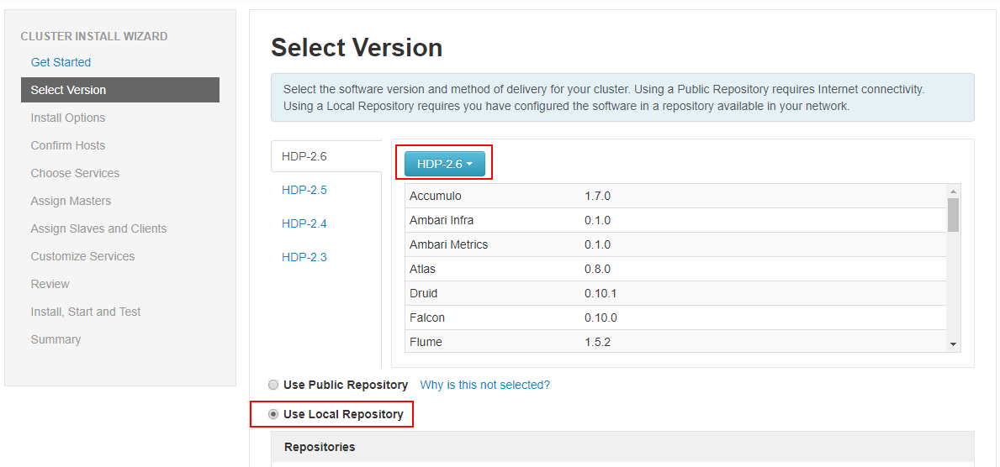 CLUSTER INSTALL WIZARD
Get Started
Select Version
Install Options
Confirm Hosts
Choose Services
Assign Masters
Assign Slaves and Clients
Customize Services
Review
Install, Start and Test
Summary
Select Version
Select the software version and method of delivery for your cluster. Using a Public Repository requires Internet connectivity.
Using a Local Repository requires you have configured the software in a repository available in your network.
HDP-2.6
HDP-2.5
HDP-2.4
HDP-2.3
HDP-2.6
Accumulo 1.7.0
Ambari Infra 0.1.0
Ambari Metrics 0.1.0
Atlas 0.8.0
Druid 0.10.1
Falcon 0.10.0
Flume 1.5.2
Use Public Repository Why is this not selected?
Use Local Repository
Repositories